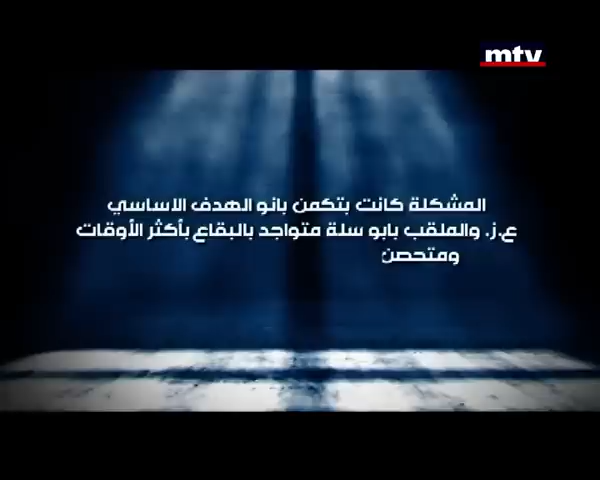 mtv
المشكلة كانت بتكمن بانو الهدف الاساسي
ع.ز. والملقب بابو سلة متواجد بالبقاع بأكثر الأوقات
ومتحصن